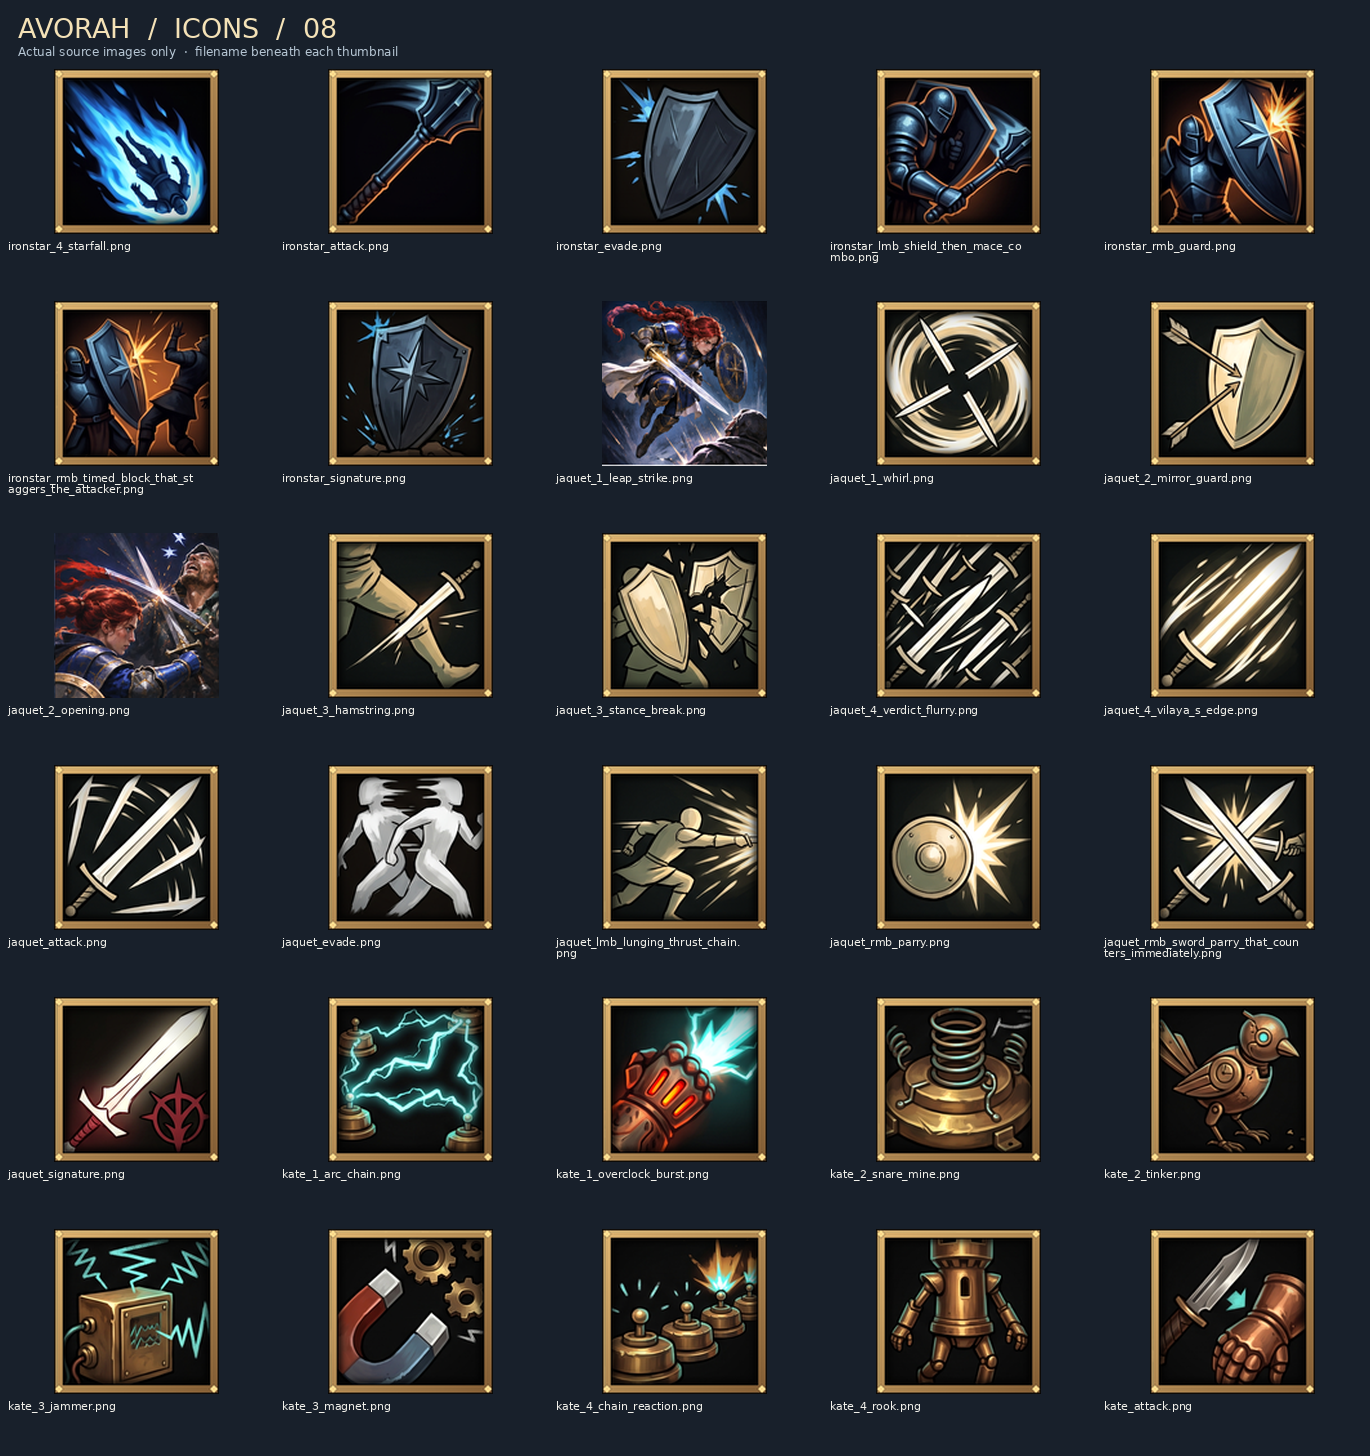 AVORAH / ICONS / 08
Actual source images only · filename beneath each thumbnail
ironstar_4_starfall.png
ironstar_attack.png
ironstar_evade.png
ironstar_lmb_shield_then_mace_co
mbo.png
ironstar_rmb_guard.png
ironstar_rmb_timed_block_that_st
aggers_the_attacker.png
ironstar_signature.png
jaquet_1_leap_strike.png
jaquet_1_whirl.png
jaquet_2_mirror_guard.png
jaquet_2_opening.png
jaquet_3_hamstring.png
jaquet_3_stance_break.png
jaquet_4_verdict_flurry.png
jaquet_4_vilaya_s_edge.png
jaquet_attack.png
jaquet_evade.png
jaquet_lmb_lunging_thrust_chain.
png
jaquet_rmb_parry.png
jaquet_rmb_sword_parry_that_coun
ters_immediately.png
jaquet_signature.png
kate_1_arc_chain.png
kate_1_overclock_burst.png
kate_2_snare_mine.png
kate_2_tinker.png
kate_3_jammer.png
kate_3_magnet.png
kate_4_chain_reaction.png
kate_4_rook.png
kate_attack.png